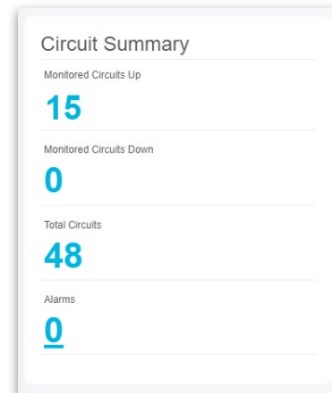 Circuit Summary
Monitored Circuits Up
15
Monitored Circuits Down
0
Total Circuits
48
Alarms
0